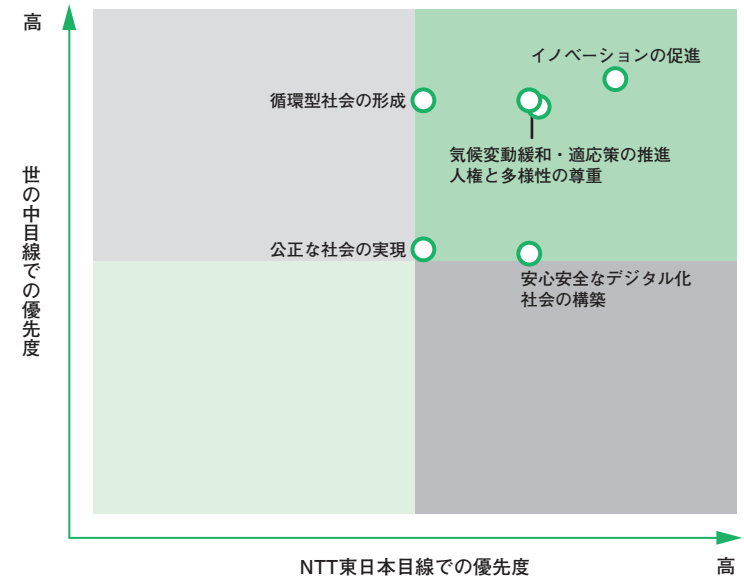 高
イノベーションの促進
循環型社会の形成
気候変動緩和・適応策の推進
人権と多様性の尊重
世の中目線での優先度
公正な社会の実現
安心安全なデジタル化
社会の構築
NTT東日本目線での優先度
高